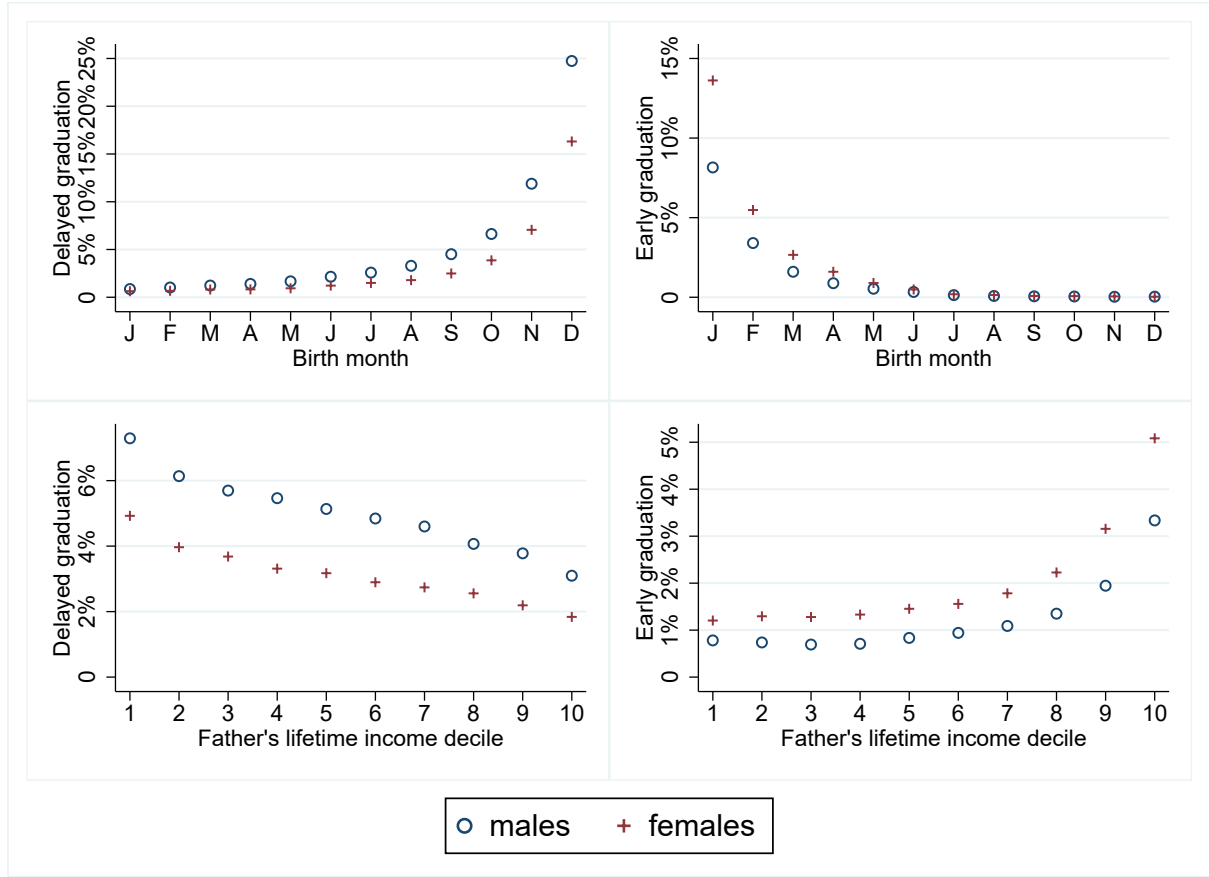 Delayed graduation
0
5%
10%
15%
20%
25%
J F M A M J J A S O N D
Birth month
Early graduation
0
5%
10%
15%
J F M A M J J A S O N D
Birth month
Delayed graduation
0
2%
4%
6%
1 2 3 4 5 6 7 8 9 10
Father's lifetime income decile
Early graduation
0
1%
2%
3%
4%
5%
1 2 3 4 5 6 7 8 9 10
Father's lifetime income decile
males females